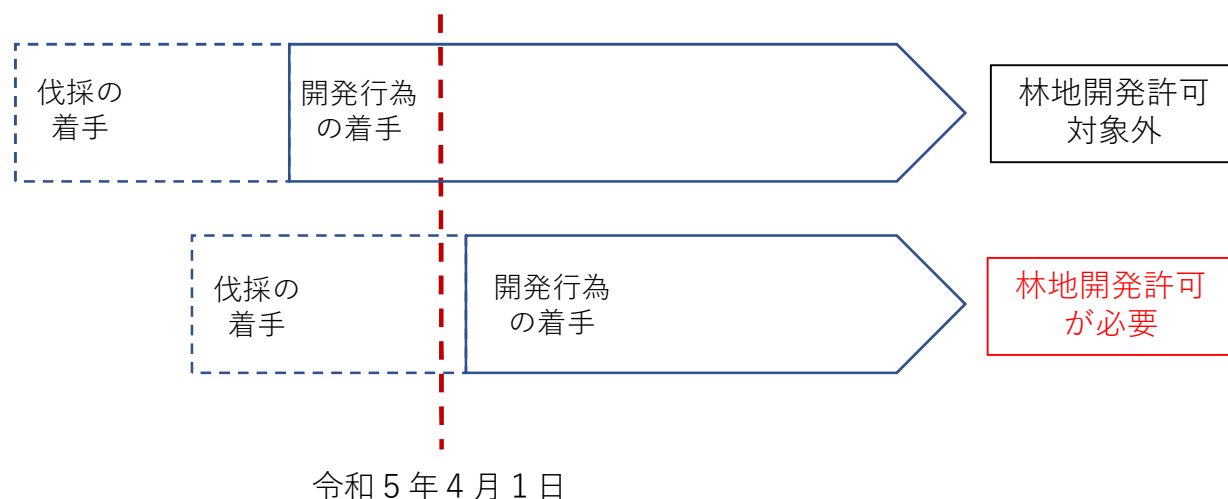 伐採の
着手
開発行為
の着手
林地開発許可
対象外
伐採の
着手
開発行為
の着手
林地開発許可
が必要
令和５年４月１日